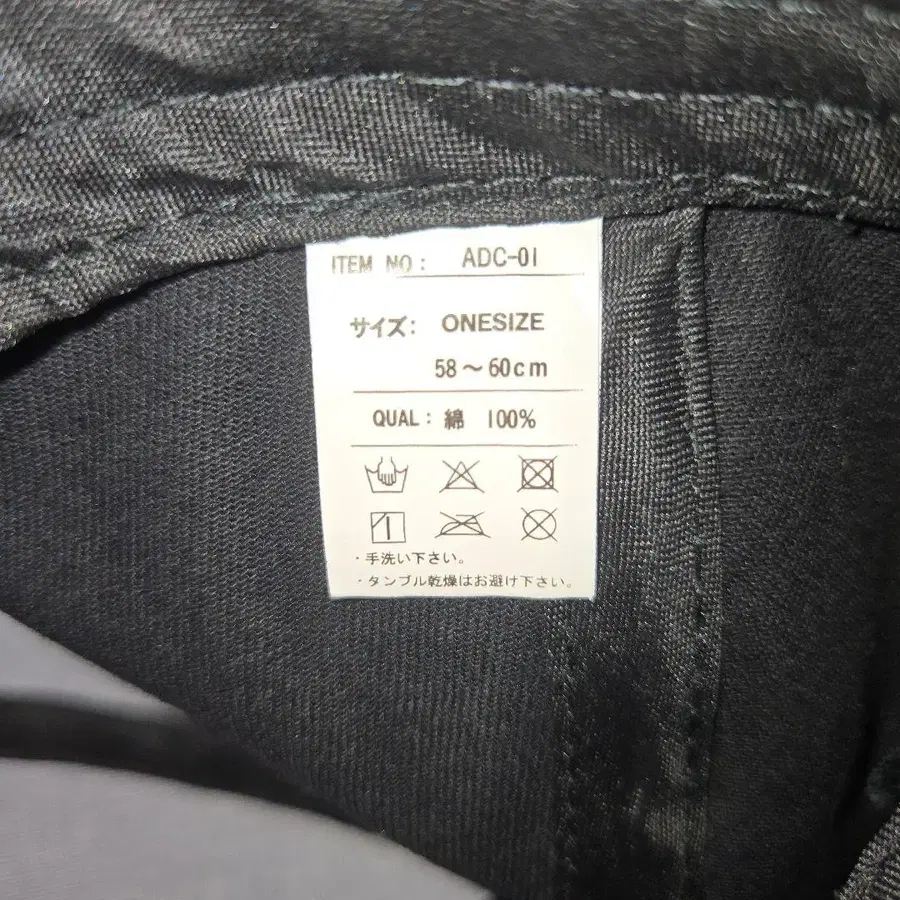 ITEM NO: ADC-01
サイズ: ONESIZE
58～60cm
QUAL: 綿 100%
・手洗い下さい。
・タンブル乾燥はお避け下さい。